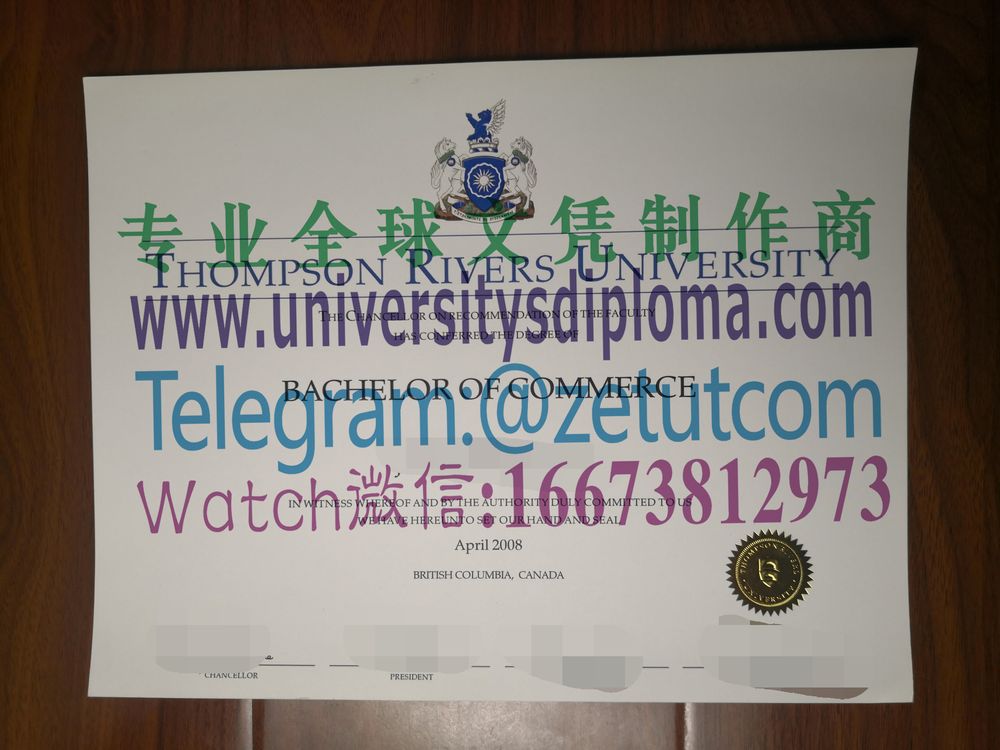 专业全球文凭制作商
THOMPSON RIVERS UNIVERSITY
www.universitysdiploma.com
THE CHANCELLOR ON RECOMMENDATION OF THE FACULTY
HAS CONFERRED THE DEGREE OF
BACHELOR OF COMMERCE
Telegram.@zetutcom
Watch微信:16673812973
IN WITNESS WHEREOF AND BY THE AUTHORITY DULY COMMITTED TO US
WE HAVE HEREUNTO SET OUR HAND AND SEAL
April 2008
BRITISH COLUMBIA, CANADA
THOMPSON RIVERS
UNIVERSITY
CHANCELLOR
PRESIDENT